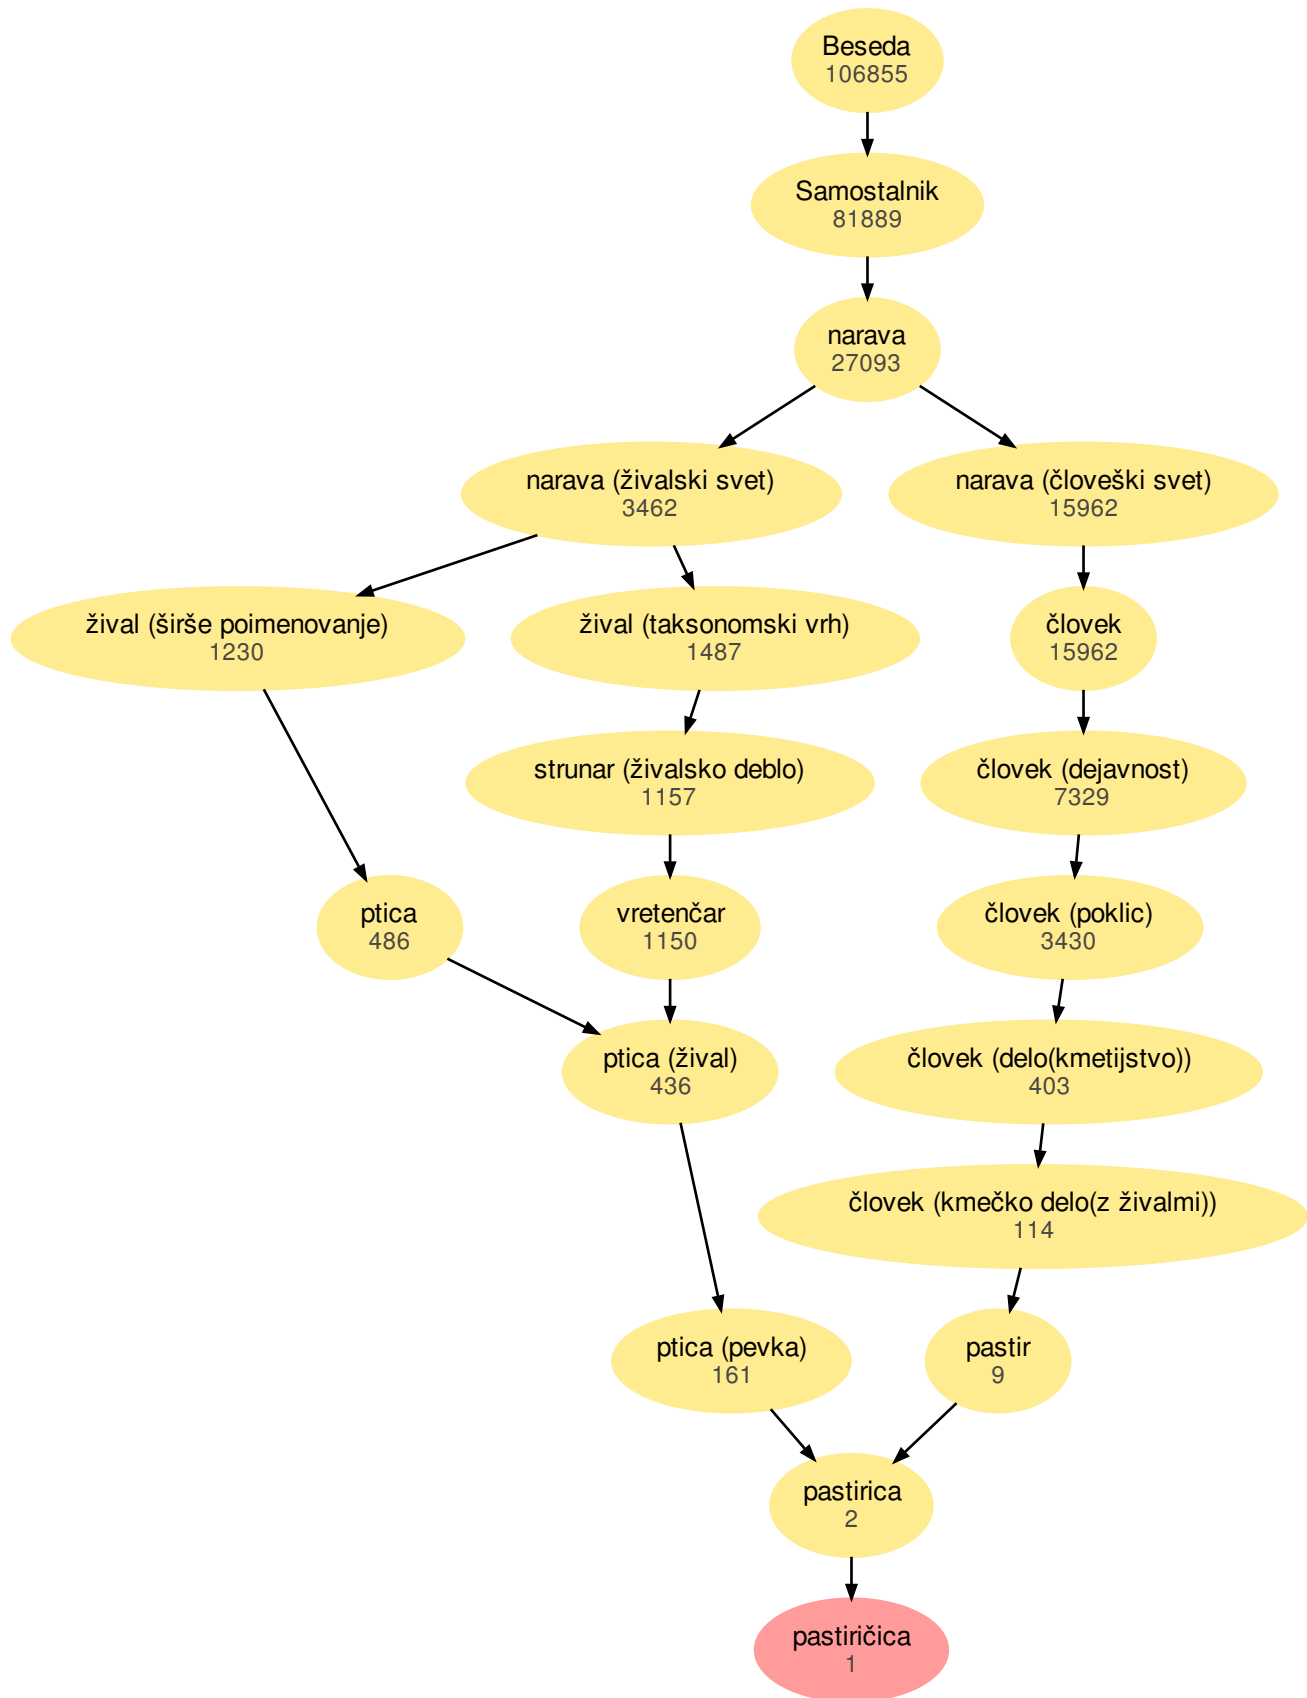 Beseda
106855
Samostalnik
81889
narava
27093
narava (živalski svet)
3462
narava (človeški svet)
15962
žival (širše poimenovanje)
1230
žival (taksonomski vrh)
1487
človek
15962
strunar (živalsko deblo)
1157
človek (dejavnost)
7329
ptica
486
vretenčar
1150
človek (poklic)
3430
ptica (žival)
436
človek (delo(kmetijstvo))
403
človek (kmečko delo(z živalmi))
114
ptica (pevka)
161
pastir
9
pastirica
2
pastiričica
1